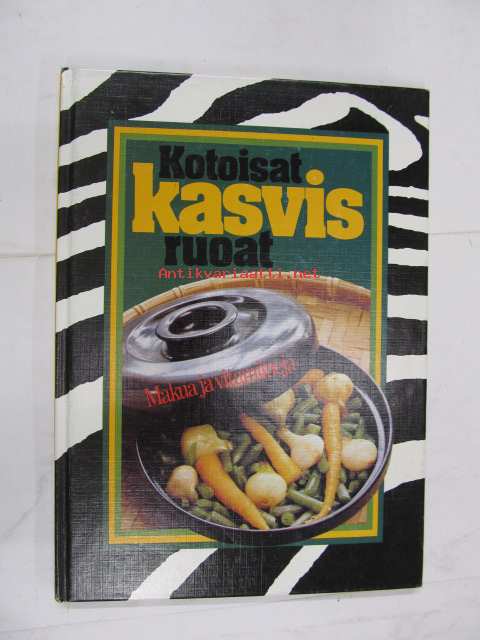 Kotoisat
kasvis
ruoat
Antikvariaatti.net
Makua ja vitamiineja